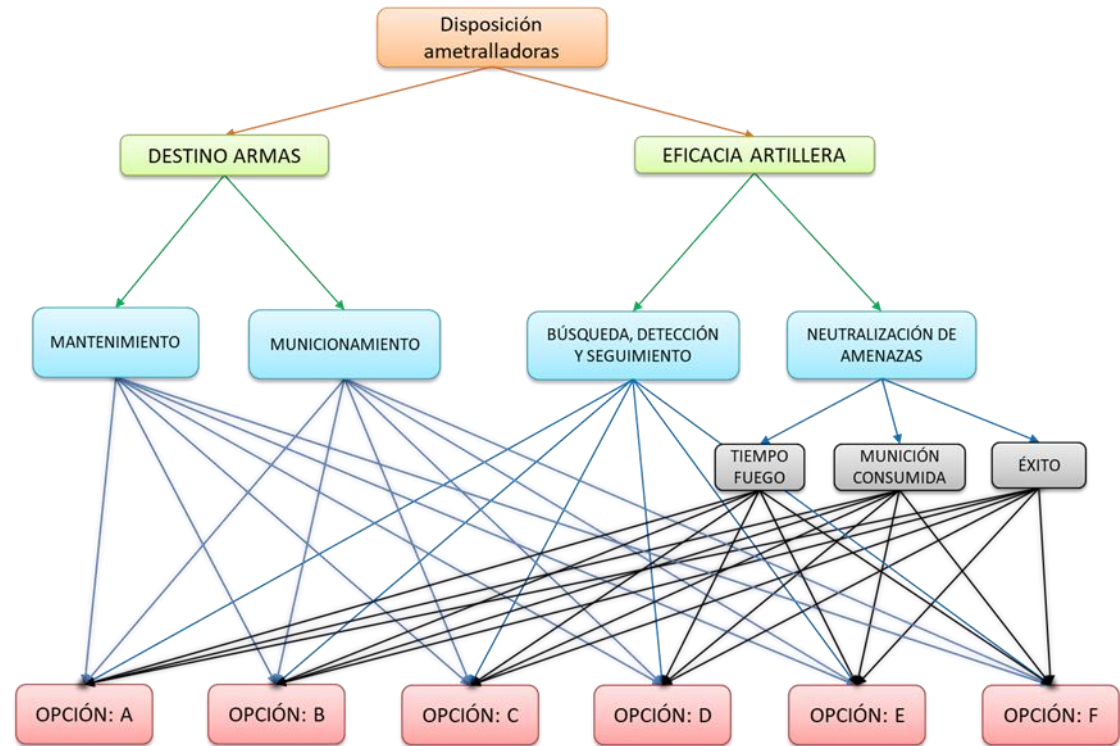 Disposición
ametralladoras
DESTINO ARMAS
EFICACIA ARTILLERA
MANTENIMIENTO
MUNICIONAMIENTO
BÚSQUEDA, DETECCIÓN
Y SEGUIMIENTO
NEUTRALIZACIÓN DE
AMENAZAS
TIEMPO
FUEGO
MUNICIÓN
CONSUMIDA
ÉXITO
OPCIÓN: A
OPCIÓN: B
OPCIÓN: C
OPCIÓN: D
OPCIÓN: E
OPCIÓN: F